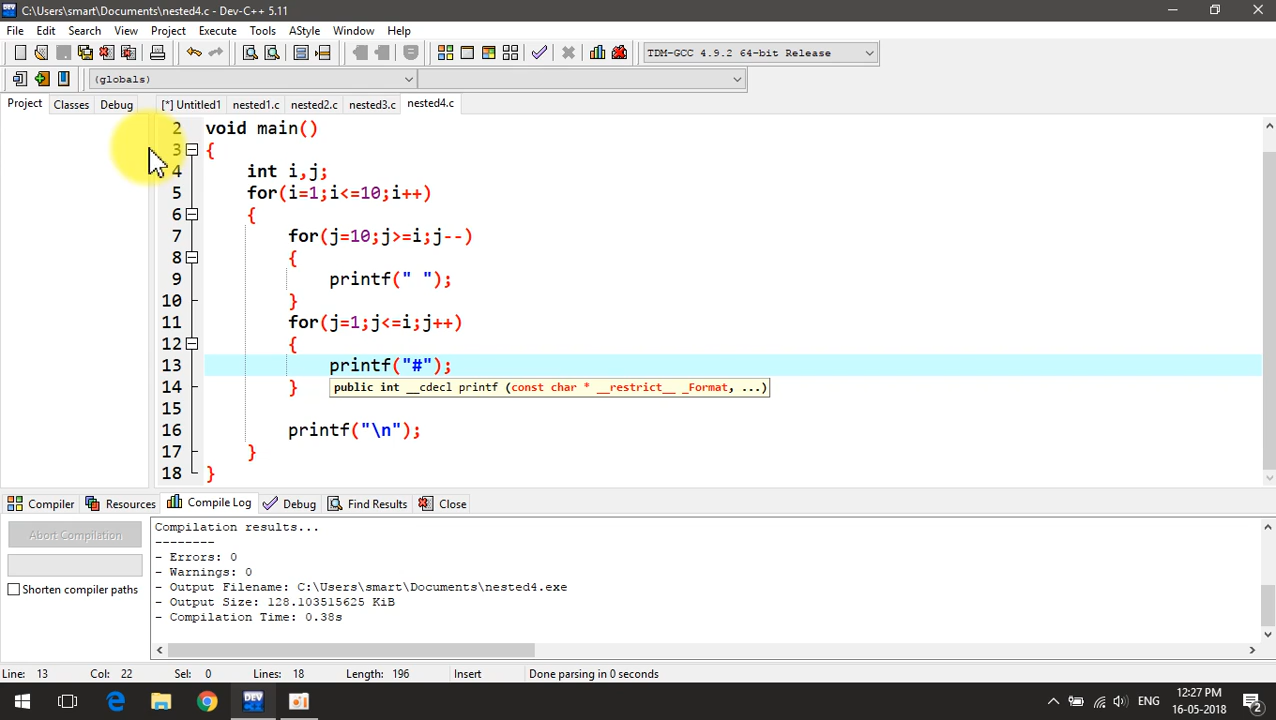 C:\Users\smart\Documents\nested4.c - Dev-C++ 5.11
File Edit Search View Project Execute Tools AStyle Window Help
TDM-GCC 4.9.2 64-bit Release
(globals)
Project Classes Debug [*] Untitled1 nested1.c nested2.c nested3.c nested4.c
2 void main()
3 {
4 int i,j;
5 for(i=1;i<=10;i++)
6 {
7 for(j=10;j>=i;j--)
8 {
9 printf(" ");
10 }
11 for(j=1;j<=i;j++)
12 {
13 printf("#");
14 }
public int __cdecl printf (const char * __restrict__ _Format, ...)
15
16 printf("\n");
17 }
18 }
Compiler Resources Compile Log Debug Find Results Close
Abort Compilation
Shorten compiler paths
Compilation results...
--------
- Errors: 0
- Warnings: 0
- Output Filename: C:\Users\smart\Documents\nested4.exe
- Output Size: 128.103515625 KiB
- Compilation Time: 0.38s
Line: 13 Col: 22 Sel: 0 Lines: 18 Length: 196 Insert Done parsing in 0 seconds
DEV
ENG
12:27 PM
16-05-2018
2